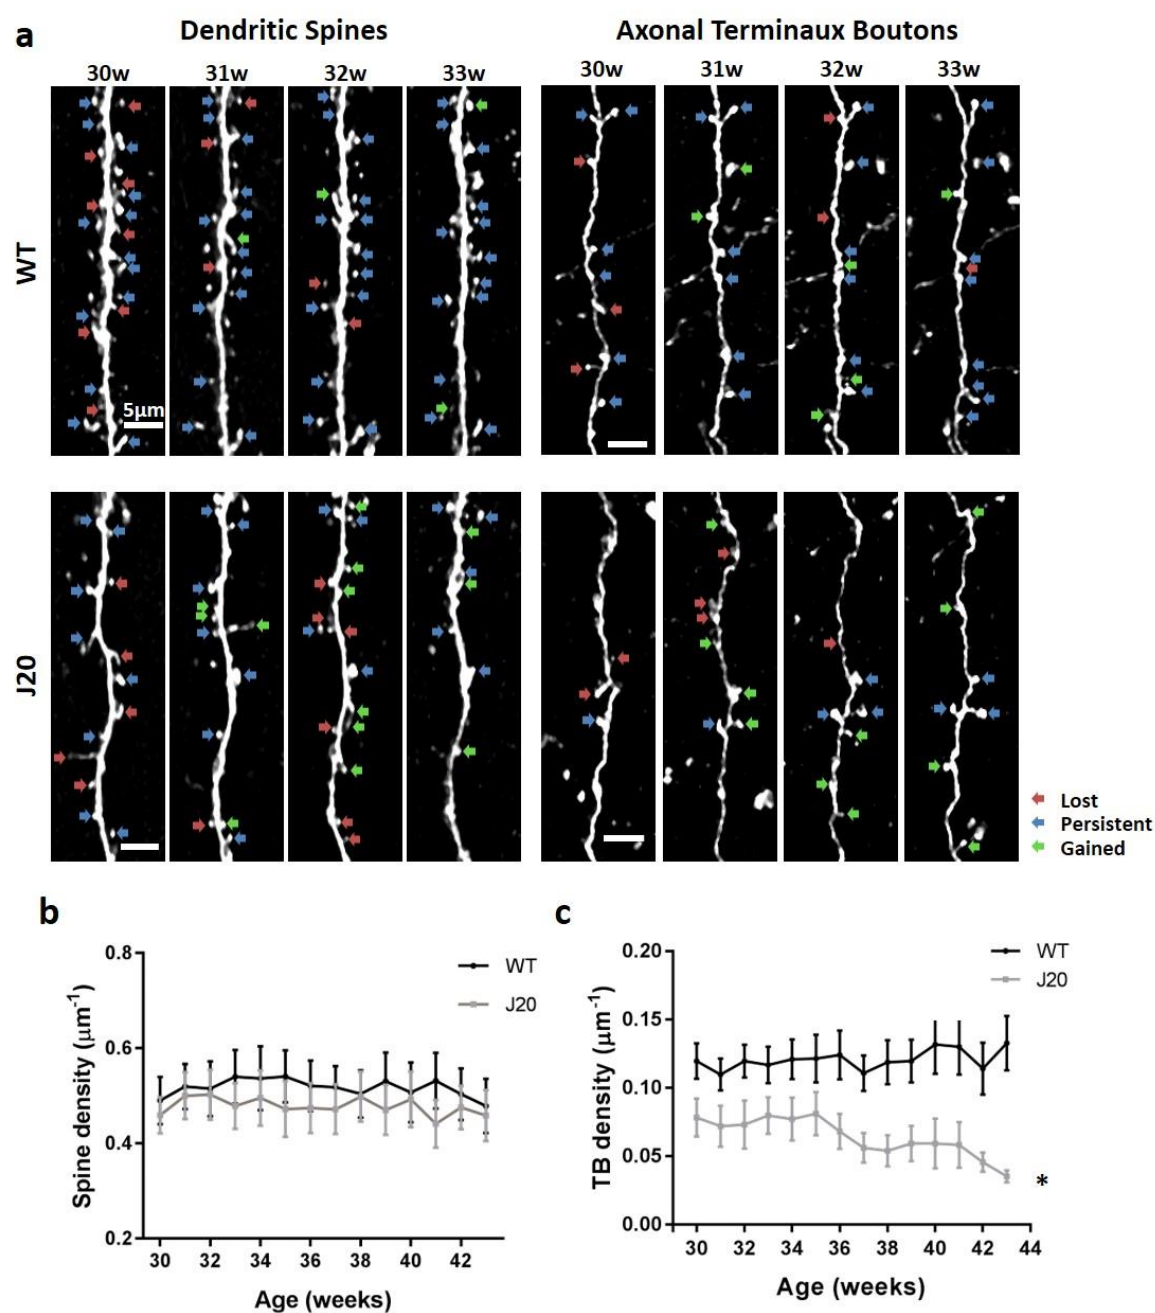 a
Dendritic Spines
Axonal Terminaux Boutons
30w 31w 32w 33w
30w 31w 32w 33w
WT
5μm
J20
Lost
Persistent
Gained
b
Spine density (μm⁻¹)
0.8
0.6
0.4
0.2
WT
J20
30 32 34 36 38 40 42
Age (weeks)
c
TB density (μm⁻¹)
0.20
0.15
0.10
0.05
0.00
WT
J20
*
30 32 34 36 38 40 42 44
Age (weeks)